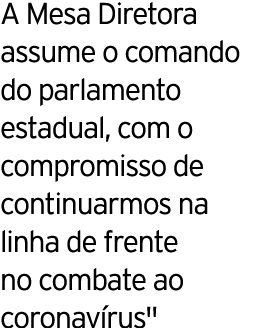 A Mesa Diretora
assume o comando
do parlamento
estadual, com o
compromisso de
continuarmos na
linha de frente
no combate ao
coronavírus"